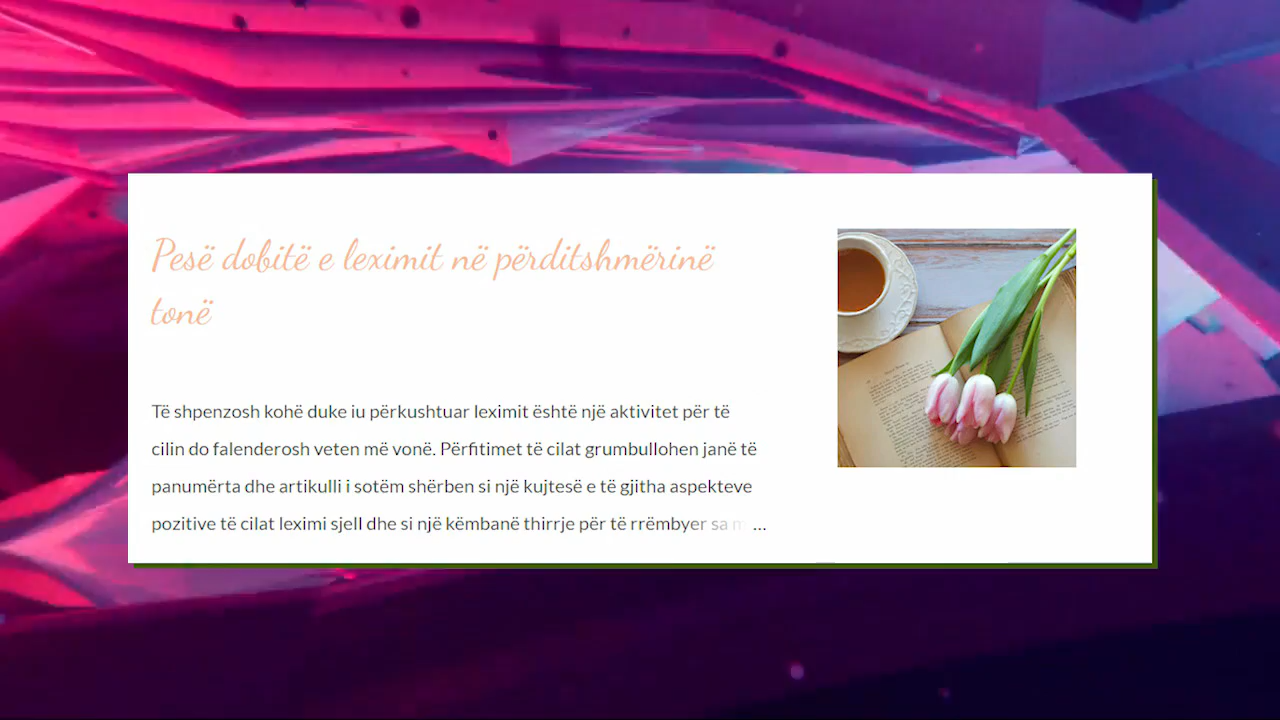 Pesë dobitë e leximit në përditshmërinë
tonë
Të shpenzosh kohë duke iu përkushtuar leximit është një aktivitet për të
cilin do falenderosh veten më vonë. Përfitimet të cilat grumbullohen janë të
panumërta dhe artikulli i sotëm shërben si një kujtesë e të gjitha aspekteve
pozitive të cilat leximi sjell dhe si një këmbanë thirrje për të rrëmbyer sa ...